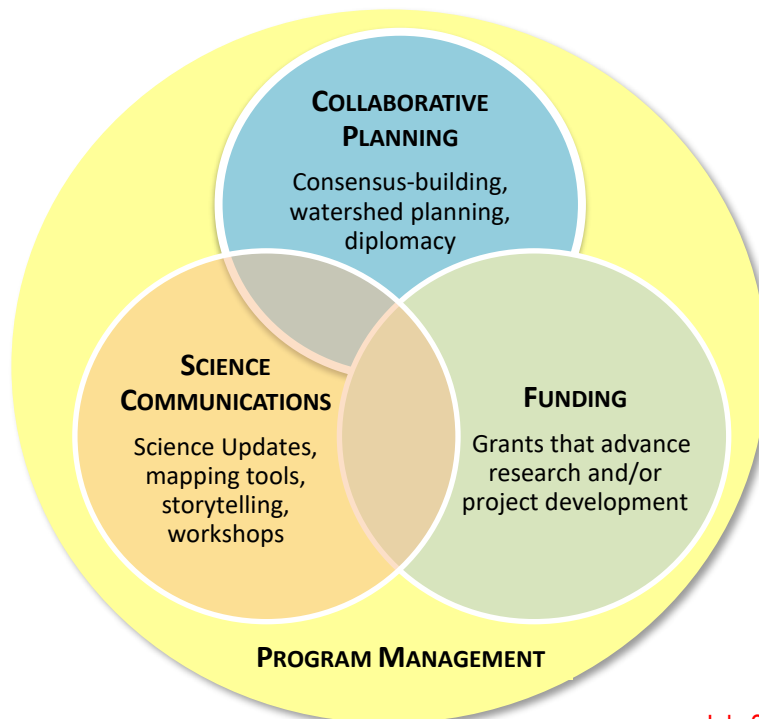 COLLABORATIVE
PLANNING
Consensus-building,
watershed planning,
diplomacy
SCIENCE
COMMUNICATIONS
Science Updates,
mapping tools,
storytelling,
workshops
FUNDING
Grants that advance
research and/or
project development
PROGRAM MANAGEMENT